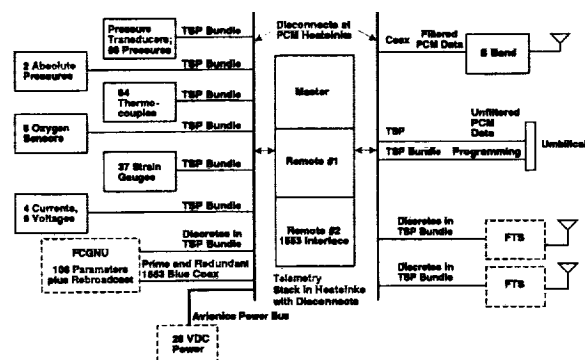 Pressure
Transducers;
TSP Bundle
Disconnects at
PCM Heatsinks
Coax
Filtered
PCM Data
S Band
2 Absolute
Pressures
TSP Bundle
64
Thermo-
couples
TSP Bundle
Master
5 Oxygen
Sensors
TSP Bundle
TSP
Unfiltered
PCM
Data
Umbilical
TSP Bundle Programming
37 Strain
Gauges
TSP Bundle
Remote #1
4 Currents,
Voltages
TSP Bundle
Remote #2
1553 Interface
Discretes in
TSP Bundle
FTS
FCGNU
106 Parameters
plus Rebroadcast
Discretes in
TSP Bundle
Prime and Redundant
1553 Blue Coax
Telemetry
Stack in Heatsinks
with Disconnects
Discretes in
TSP Bundle
FTS
Avionics Power Bus
28 VDC
Power